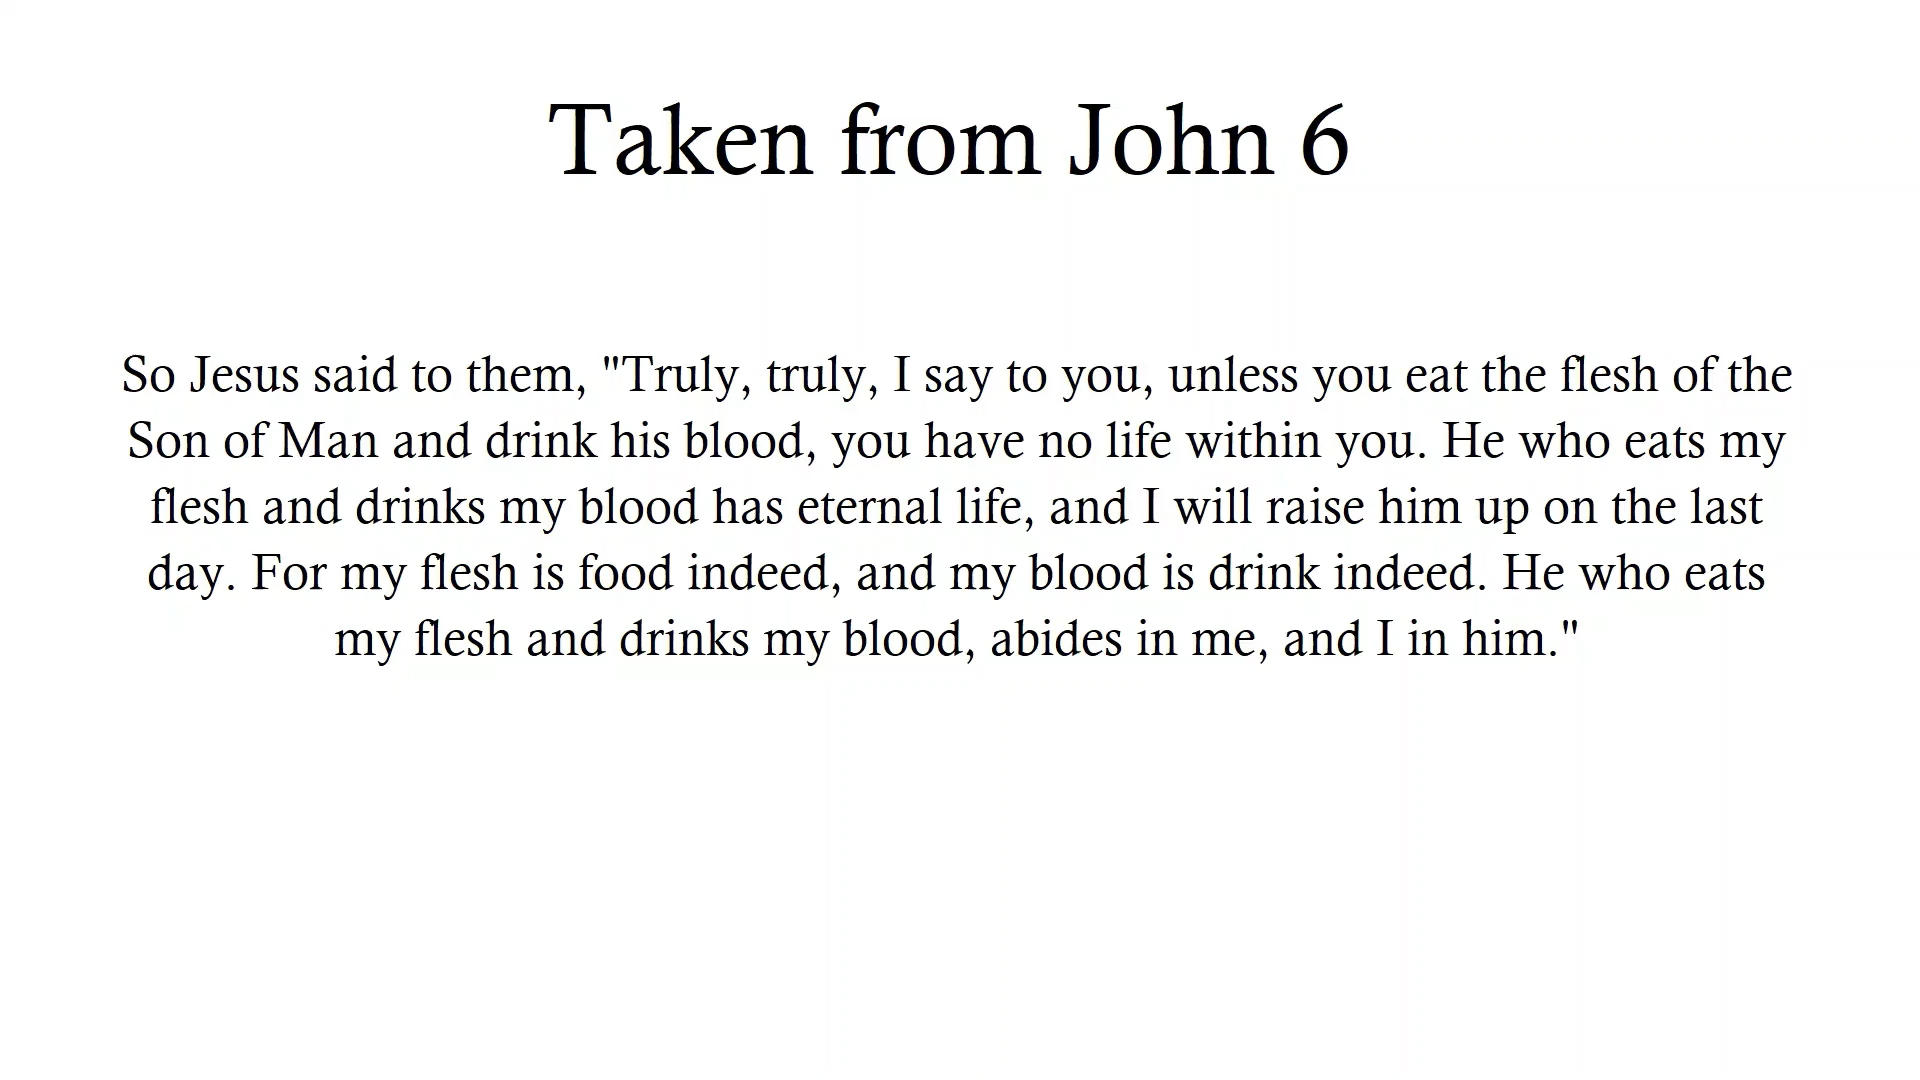 Taken from John 6
So Jesus said to them, "Truly, truly, I say to you, unless you eat the flesh of the
Son of Man and drink his blood, you have no life within you. He who eats my
flesh and drinks my blood has eternal life, and I will raise him up on the last
day. For my flesh is food indeed, and my blood is drink indeed. He who eats
my flesh and drinks my blood, abides in me, and I in him."